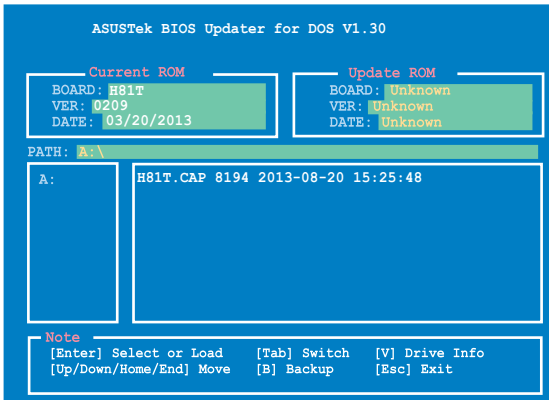 ASUSTek BIOS Updater for DOS V1.30
Current ROM
BOARD: H81T
VER: 0209
DATE: 03/20/2013
Update ROM
BOARD: Unknown
VER: Unknown
DATE: Unknown
PATH: A:\
A:
H81T.CAP 8194 2013-08-20 15:25:48
Note
[Enter] Select or Load [Tab] Switch [V] Drive Info
[Up/Down/Home/End] Move [B] Backup [Esc] Exit